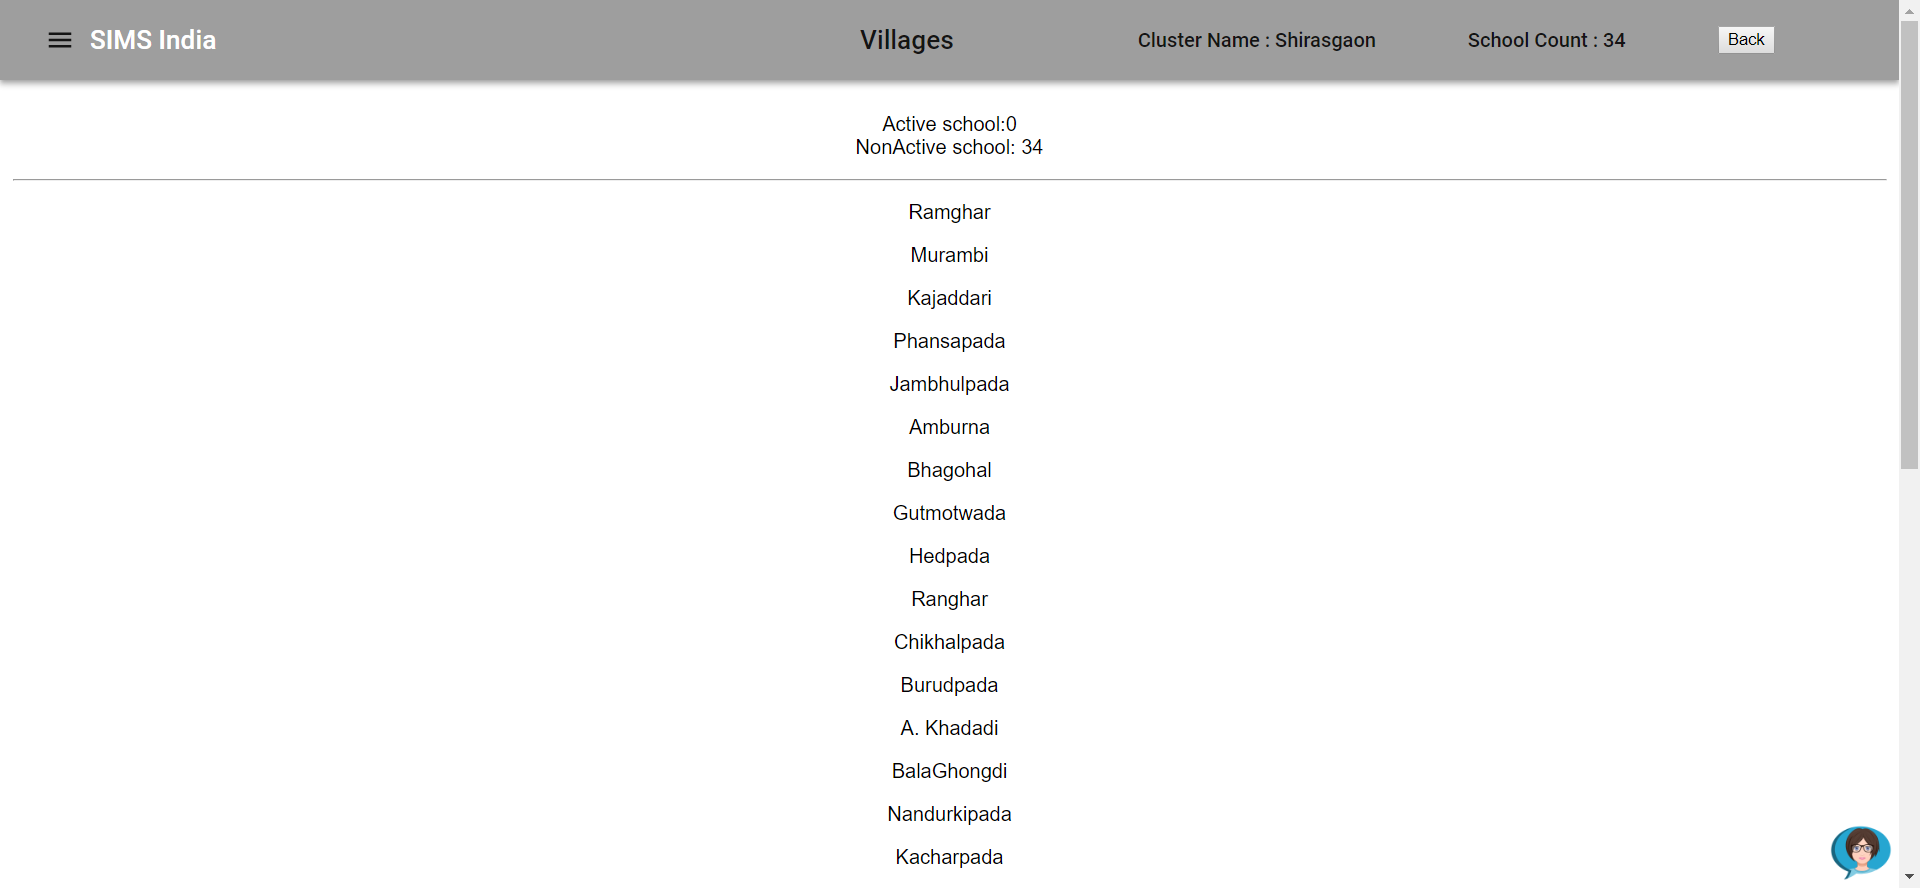 SIMS India Villages Cluster Name : Shirasgaon School Count : 34 Back
Active school:0
NonActive school: 34
Ramghar
Murambi
Kajaddari
Phansapada
Jambhulpada
Amburna
Bhagohal
Gutmotwada
Hedpada
Ranghar
Chikhalpada
Burudpada
A. Khadadi
BalaGhongdi
Nandurkipada
Kacharpada